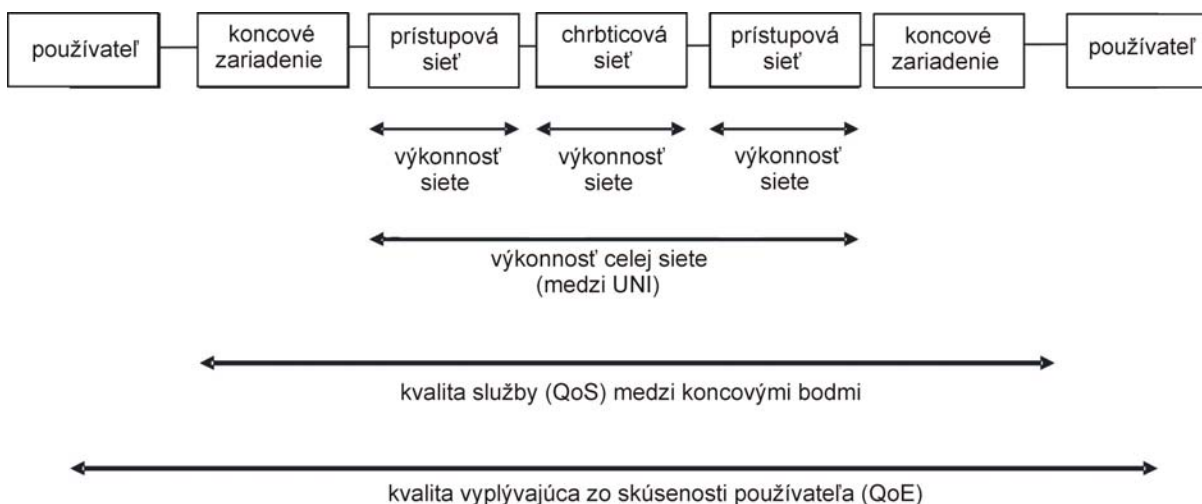 používateľ
koncové
zariadenie
prístupová
sieť
chrbticová
sieť
prístupová
sieť
koncové
zariadenie
používateľ
výkonnosť
siete
výkonnosť
siete
výkonnosť
siete
výkonnosť celej siete
(medzi UNI)
kvalita služby (QoS) medzi koncovými bodmi
kvalita vyplývajúca zo skúsenosti používateľa (QoE)